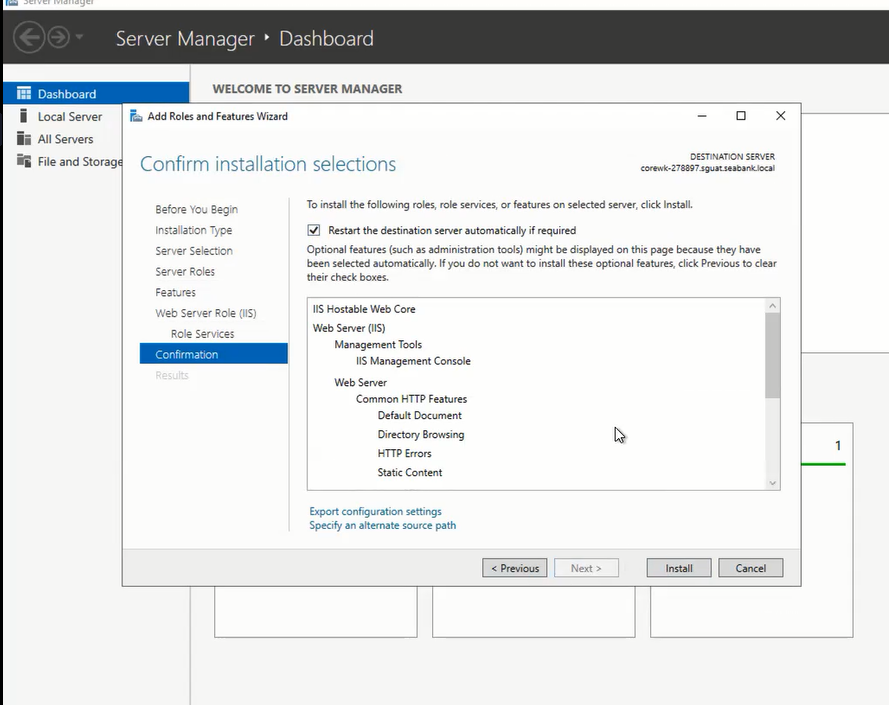 Server Manager
Server Manager ‣ Dashboard
Dashboard
Local Server
All Servers
File and Storage
WELCOME TO SERVER MANAGER
Add Roles and Features Wizard
Confirm installation selections
DESTINATION SERVER
corewk-278897.sguat.seabank.local
Before You Begin
Installation Type
Server Selection
Server Roles
Features
Web Server Role (IIS)
Role Services
Confirmation
Results
To install the following roles, role services, or features on selected server, click Install.
Restart the destination server automatically if required
Optional features (such as administration tools) might be displayed on this page because they have
been selected automatically. If you do not want to install these optional features, click Previous to clear
their check boxes.
IIS Hostable Web Core
Web Server (IIS)
Management Tools
IIS Management Console
Web Server
Common HTTP Features
Default Document
Directory Browsing
HTTP Errors
Static Content
Export configuration settings
Specify an alternate source path
< Previous
Next >
Install
Cancel
1